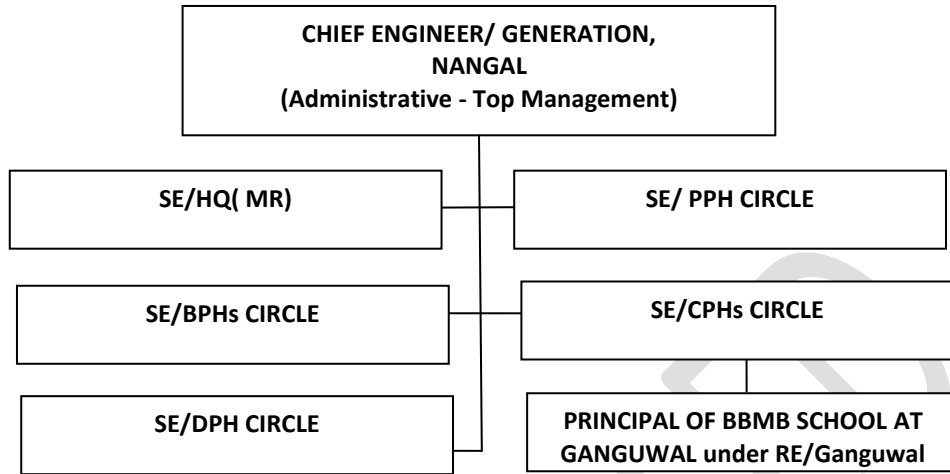 CHIEF ENGINEER/ GENERATION,
NANGAL
(Administrative - Top Management)
SE/HQ( MR)
SE/ PPH CIRCLE
SE/BPHs CIRCLE
SE/CPHs CIRCLE
SE/DPH CIRCLE
PRINCIPAL OF BBMB SCHOOL AT
GANGUWAL under RE/Ganguwal